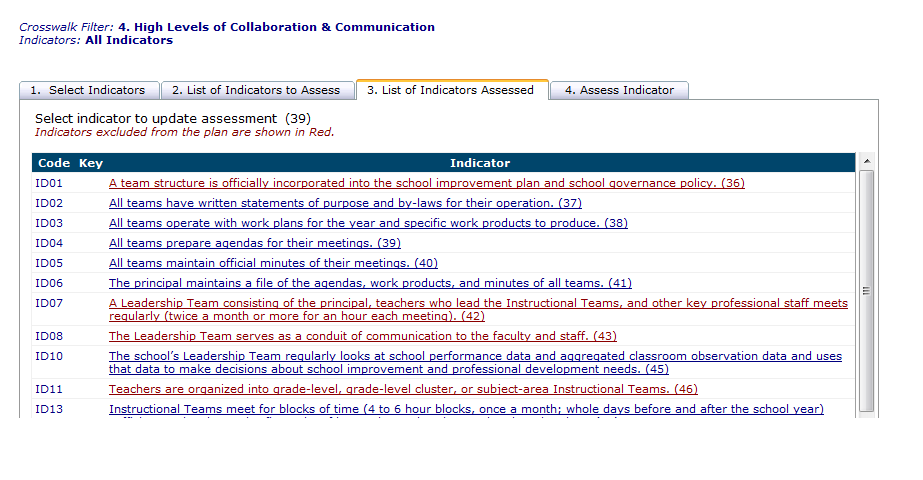 Crosswalk Filter: 4. High Levels of Collaboration & Communication
Indicators: All Indicators
1. Select Indicators 2. List of Indicators to Assess 3. List of Indicators Assessed 4. Assess Indicator
Select indicator to update assessment (39)
Indicators excluded from the plan are shown in Red.
Code Key Indicator
ID01 A team structure is officially incorporated into the school improvement plan and school governance policy. (36)
ID02 All teams have written statements of purpose and by-laws for their operation. (37)
ID03 All teams operate with work plans for the year and specific work products to produce. (38)
ID04 All teams prepare agendas for their meetings. (39)
ID05 All teams maintain official minutes of their meetings. (40)
ID06 The principal maintains a file of the agendas, work products, and minutes of all teams. (41)
ID07 A Leadership Team consisting of the principal, teachers who lead the Instructional Teams, and other key professional staff meets
regularly (twice a month or more for an hour each meeting). (42)
ID08 The Leadership Team serves as a conduit of communication to the faculty and staff. (43)
ID10 The school's Leadership Team regularly looks at school performance data and aggregated classroom observation data and uses
that data to make decisions about school improvement and professional development needs. (45)
ID11 Teachers are organized into grade-level, grade-level cluster, or subject-area Instructional Teams. (46)
ID13 Instructional Teams meet for blocks of time (4 to 6 hour blocks, once a month; whole days before and after the school year)